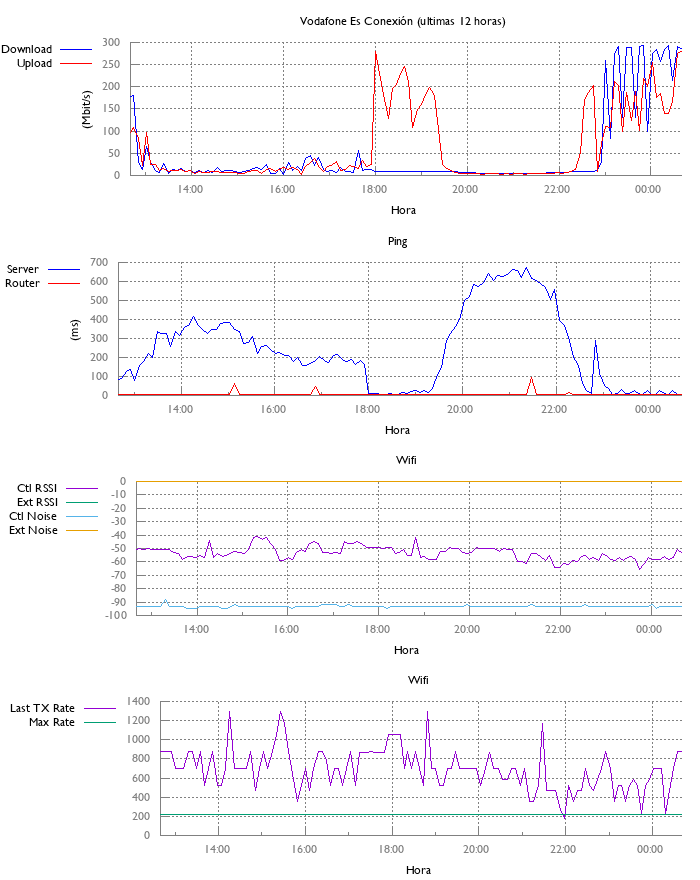 Vodafone Es Conexión (ultimas 12 horas)
Download
Upload
300
250
200
150
100
50
0
(Mbit/s)
14:00 16:00 18:00 20:00 22:00 00:00
Hora
Ping
Server
Router
700
600
500
400
300
200
100
0
(ms)
14:00 16:00 18:00 20:00 22:00 00:00
Hora
Wifi
Ctl RSSI
Ext RSSI
Ctl Noise
Ext Noise
0
-10
-20
-30
-40
-50
-60
-70
-80
-90
-100
14:00 16:00 18:00 20:00 22:00 00:00
Hora
Wifi
Last TX Rate
Max Rate
1400
1200
1000
800
600
400
200
0
14:00 16:00 18:00 20:00 22:00 00:00
Hora